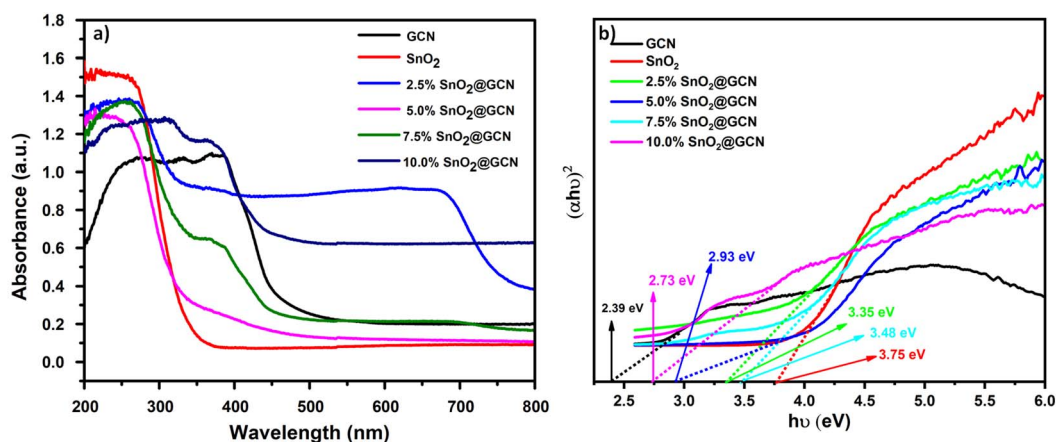 a)
1.8
1.6
1.4
1.2
1.0
0.8
0.6
0.4
0.2
0.0
Absorbance (a.u.)
GCN
SnO₂
2.5% SnO₂@GCN
5.0% SnO₂@GCN
7.5% SnO₂@GCN
10.0% SnO₂@GCN
200 300 400 500 600 700 800
Wavelength (nm)
b)
(αhυ)²
GCN
SnO₂
2.5% SnO₂@GCN
5.0% SnO₂@GCN
7.5% SnO₂@GCN
10.0% SnO₂@GCN
2.93 eV
2.73 eV
2.39 eV
3.35 eV
3.48 eV
3.75 eV
2.5 3.0 3.5 4.0 4.5 5.0 5.5 6.0
hυ (eV)